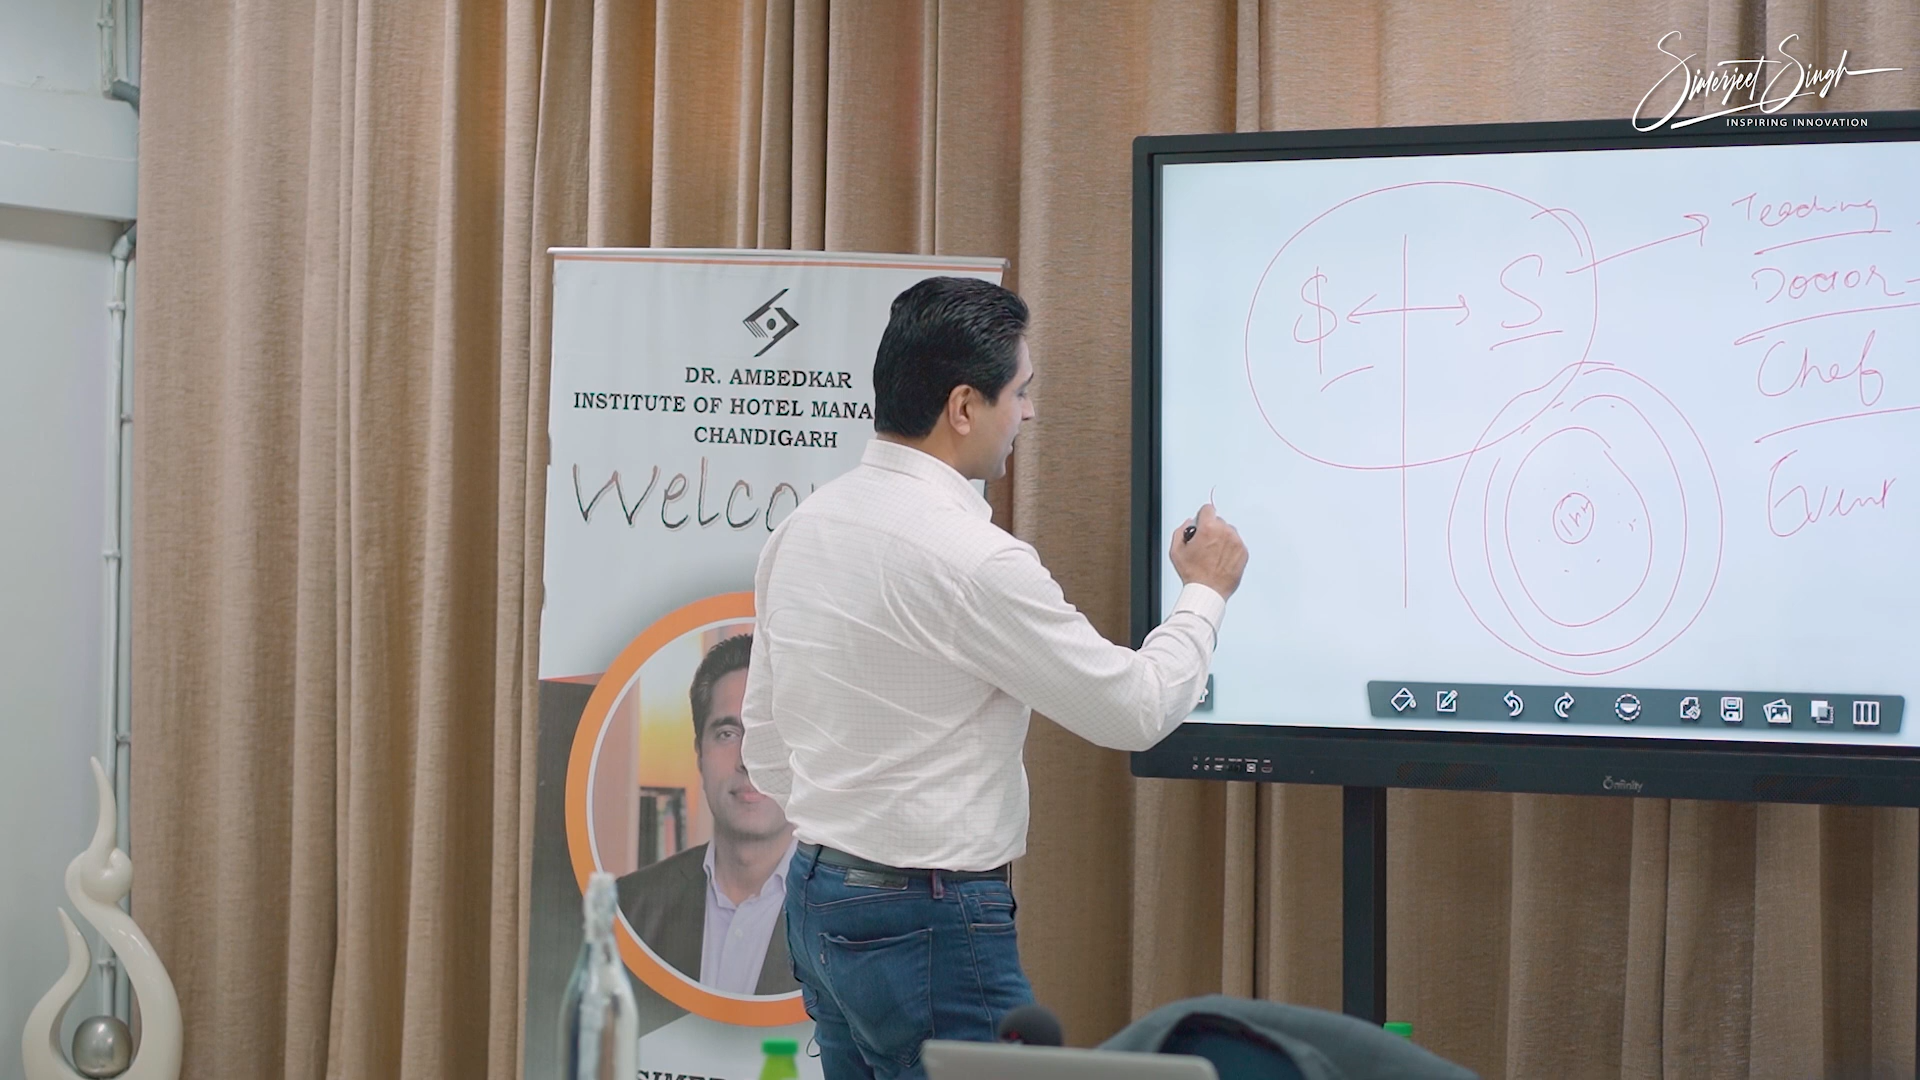 Simerjeet Singh
INSPIRING INNOVATION
DR. AMBEDKAR
INSTITUTE OF HOTEL MANA
CHANDIGARH
Welco
$
S
Teaching
Doctor
Chef
Event